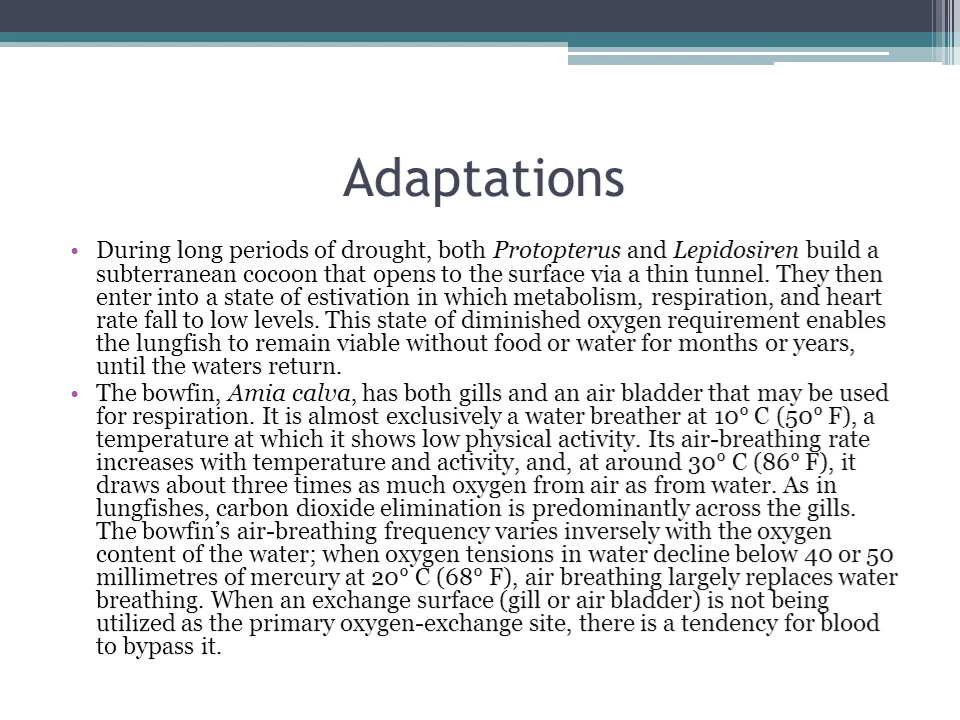 Adaptations
• During long periods of drought, both Protopterus and Lepidosiren build a
subterranean cocoon that opens to the surface via a thin tunnel. They then
enter into a state of estivation in which metabolism, respiration, and heart
rate fall to low levels. This state of diminished oxygen requirement enables
the lungfish to remain viable without food or water for months or years,
until the waters return.
• The bowfin, Amia calva, has both gills and an air bladder that may be used
for respiration. It is almost exclusively a water breather at 10° C (50° F), a
temperature at which it shows low physical activity. Its air-breathing rate
increases with temperature and activity, and, at around 30° C (86° F), it
draws about three times as much oxygen from air as from water. As in
lungfishes, carbon dioxide elimination is predominantly across the gills.
The bowfin’s air-breathing frequency varies inversely with the oxygen
content of the water; when oxygen tensions in water decline below 40 or 50
millimetres of mercury at 20° C (68° F), air breathing largely replaces water
breathing. When an exchange surface (gill or air bladder) is not being
utilized as the primary oxygen-exchange site, there is a tendency for blood
to bypass it.